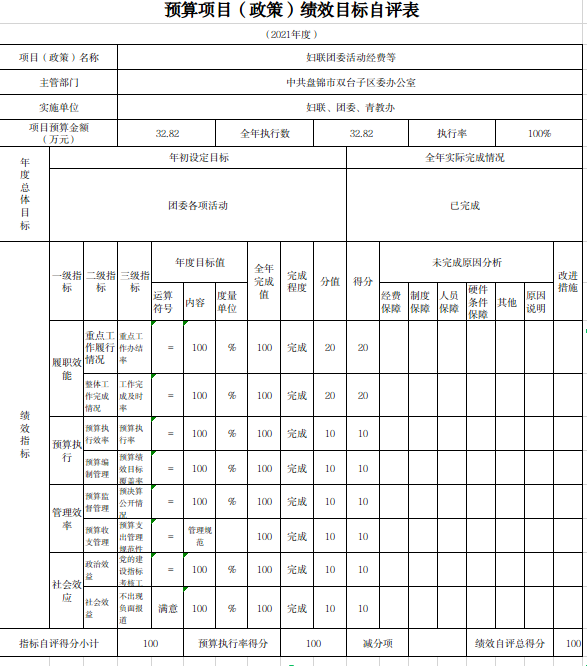 预算项目（政策）绩效目标自评表
（2021年度）
项目（政策）名称 妇联团委活动经费等
主管部门 中共盘锦市双台子区委办公室
实施单位 妇联、团委、青教办
项目预算金额（万元） 32.82 全年执行数 32.82 执行率 100%
年度总体目标 年初设定目标 全年实际完成情况
团委各项活动 已完成
绩效指标
一级指标 二级指标 三级指标 年度目标值 全年完成值 完成程度 分值 得分 未完成原因分析 改进措施
运算符号 内容 度量单位 经费保障 制度保障 人员保障 硬件条件保障 其他 原因说明
履职效能 重点工作履行情况 重点工作办结率 = 100 % 100 完成 20 20
整体工作完成情况 工作完成及时率 = 100 % 100 完成 20 20
预算执行 预算执行效率 预算执行率 = 100 % 100 完成 10 10
预算编制管理 预算绩效目标覆盖率 = 100 % 100 完成 10 10
管理效率 预算监督管理 预决算公开情况 = 100 % 100 完成 10 10
预算收支管理 预算支出管理规范性 = 管理规范 100 完成 10 10
社会效应 政治效益 党的建设指标考核工 = 100 % 100 完成 10 10
社会效益 不出现负面报道 满意 100 % 100 完成 10 10
指标自评得分小计 100 预算执行率得分 100 减分项 绩效自评总得分 100